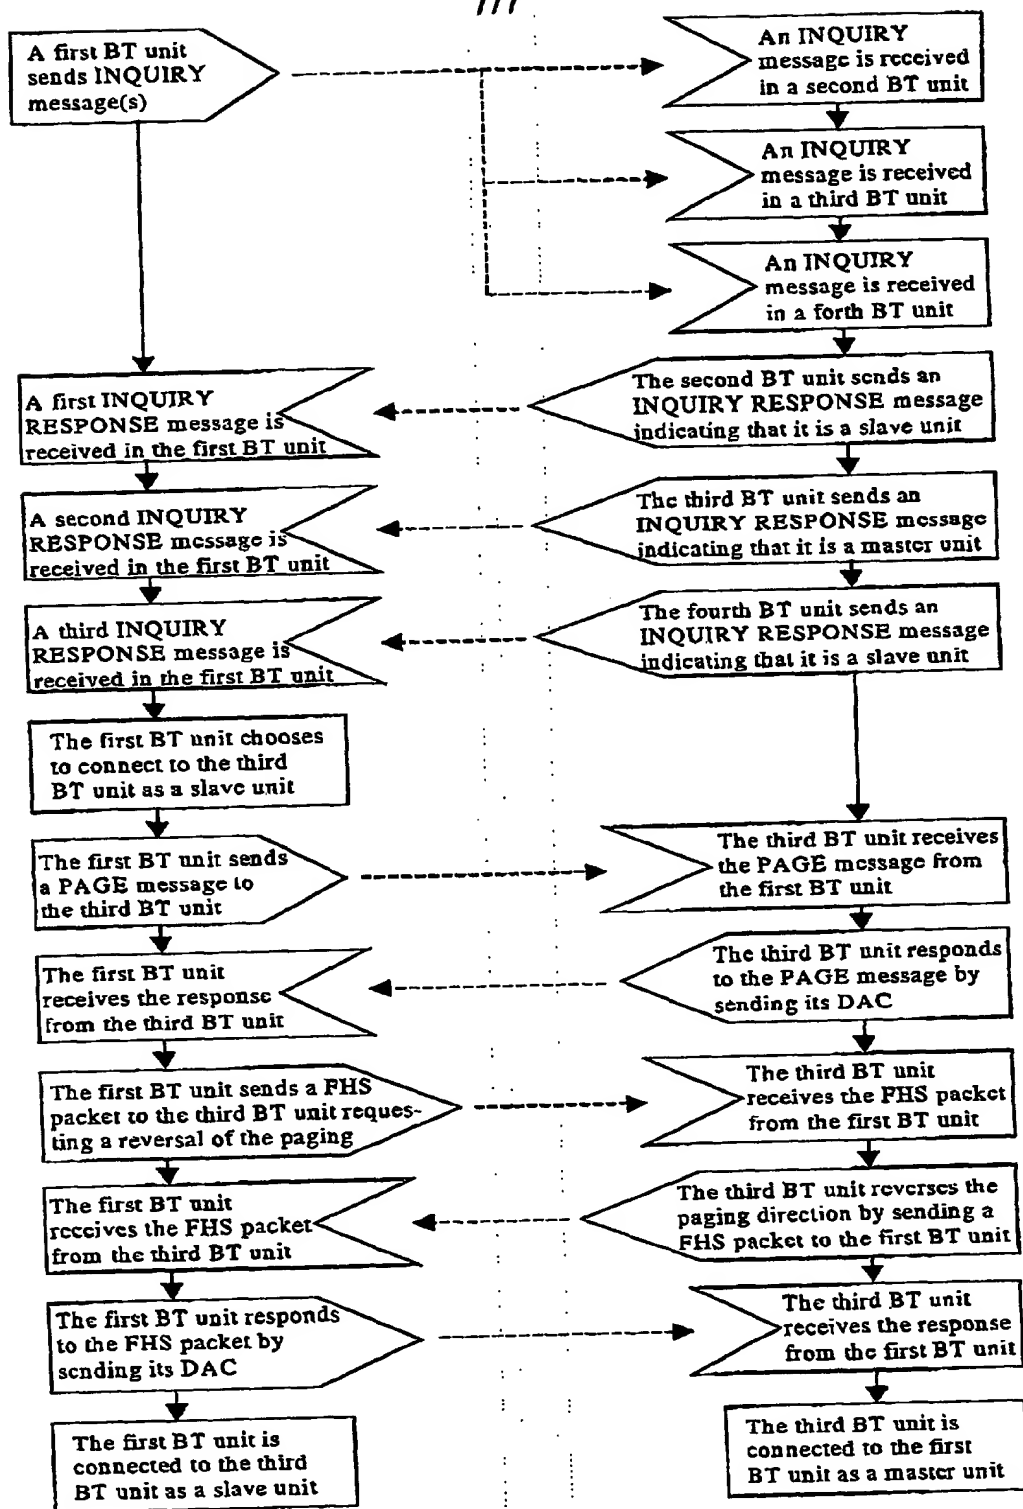 A first BT unit
sends INQUIRY
message(s)
An INQUIRY
message is received
in a second BT unit
An INQUIRY
message is received
in a third BT unit
An INQUIRY
message is received
in a forth BT unit
The second BT unit sends an
INQUIRY RESPONSE message
indicating that it is a slave unit
A first INQUIRY
RESPONSE message is
received in the first BT unit
The third BT unit sends an
INQUIRY RESPONSE message
indicating that it is a master unit
A second INQUIRY
RESPONSE message is
received in the first BT unit
The fourth BT unit sends an
INQUIRY RESPONSE message
indicating that it is a slave unit
A third INQUIRY
RESPONSE message is
received in the first BT unit
The first BT unit chooses
to connect to the third
BT unit as a slave unit
The first BT unit sends
a PAGE message to
the third BT unit
The third BT unit receives
the PAGE message from
the first BT unit
The third BT unit responds
to the PAGE message by
sending its DAC
The first BT unit
receives the response
from the third BT unit
The first BT unit sends a FHS
packet to the third BT unit reques-
ting a reversal of the paging
The third BT unit
receives the FHS packet
from the first BT unit
The third BT unit reverses the
paging direction by sending a
FHS packet to the first BT unit
The first BT unit
receives the FHS packet
from the third BT unit
The first BT unit responds
to the FHS packet by
sending its DAC
The third BT unit
receives the response
from the first BT unit
The first BT unit is
connected to the third
BT unit as a slave unit
The third BT unit is
connected to the first
BT unit as a master unit